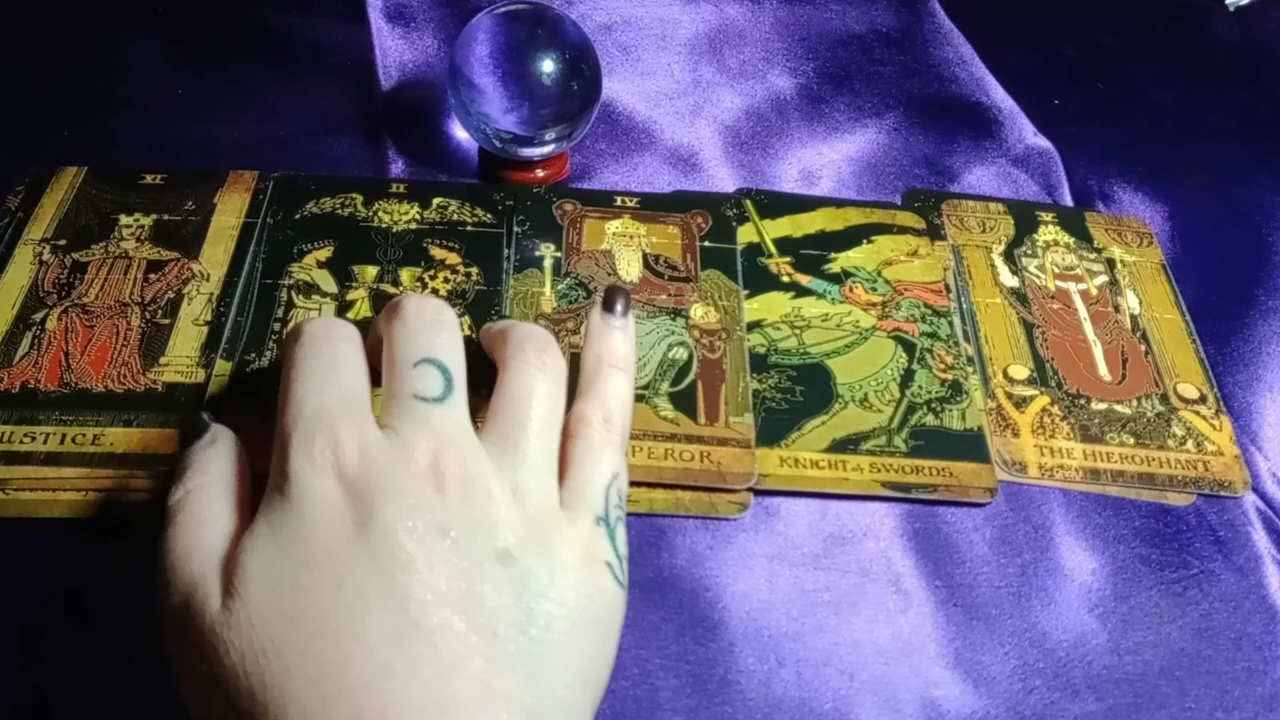 XI
II
IV
V
USTICE.
PEROR.
KNIGHT of SWORDS.
THE HIEROPHANT.